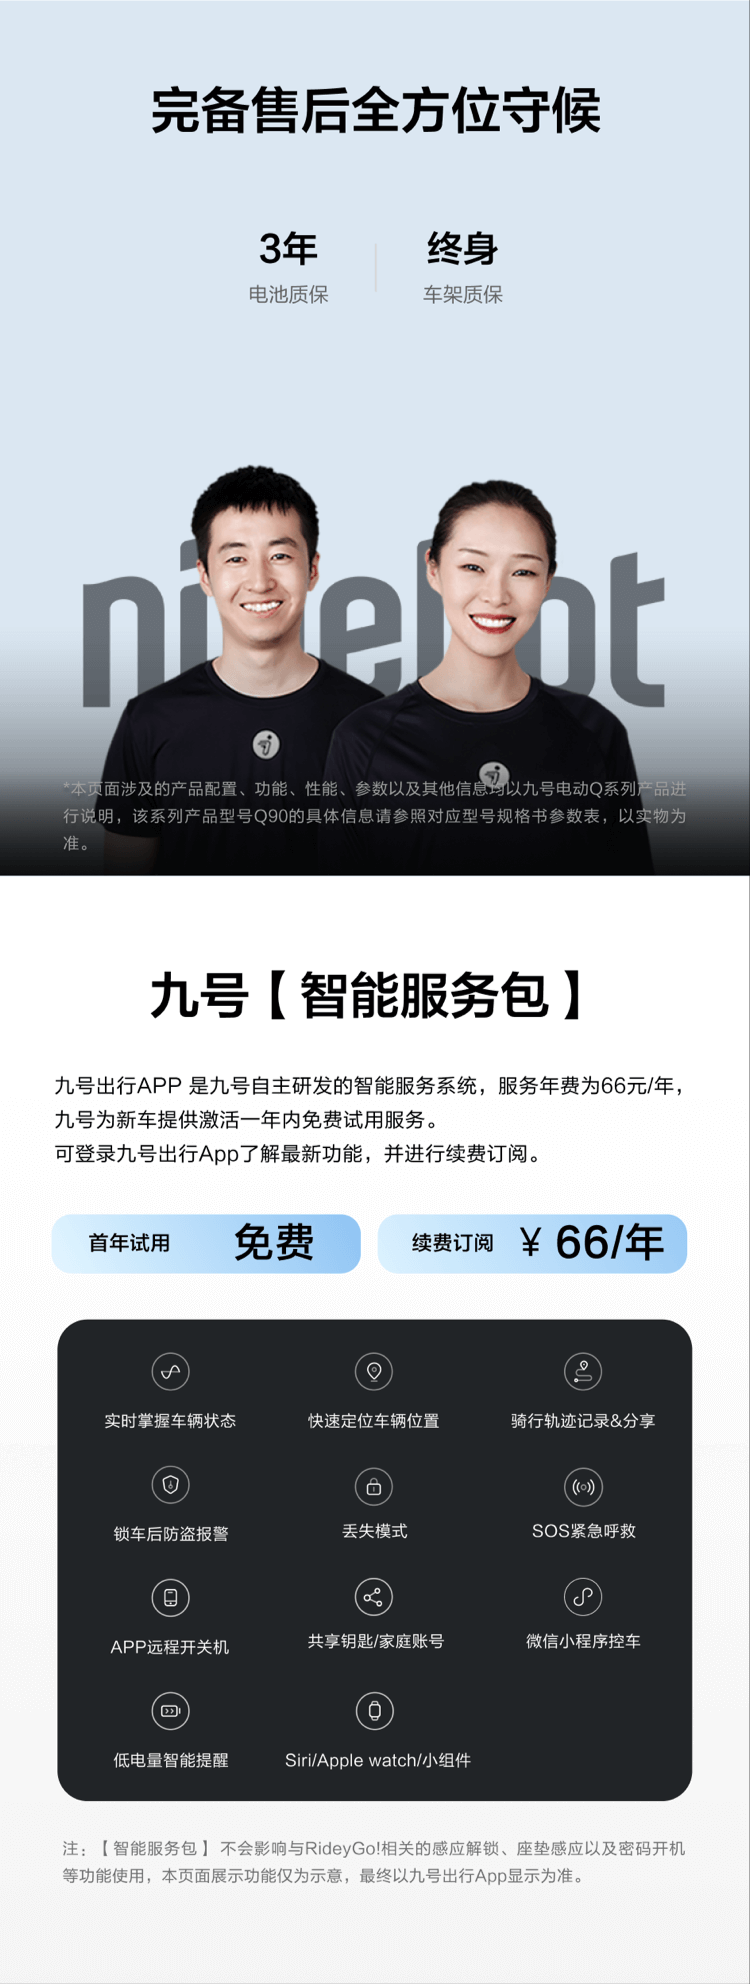 完备售后全方位守候
3年
终身
电池质保
车架质保
ninebot
*本页面涉及的产品配置、功能、性能、参数以及其他信息均以九号电动Q系列产品进
行说明，该系列产品型号Q90的具体信息请参照对应型号规格书参数表，以实物为
准。
九号【智能服务包】
九号出行APP 是九号自主研发的智能服务系统，服务年费为66元/年，
九号为新车提供激活一年内免费试用服务。
可登录九号出行App了解最新功能，并进行续费订阅。
首年试用 免费
续费订阅 ¥ 66/年
实时掌握车辆状态
快速定位车辆位置
骑行轨迹记录&分享
锁车后防盗报警
丢失模式
SOS紧急呼救
APP远程开关机
共享钥匙/家庭账号
微信小程序控车
低电量智能提醒
Siri/Apple watch/小组件
注：【智能服务包】不会影响与RideyGo!相关的感应解锁、座垫感应以及密码开机
等功能使用，本页面展示功能仅为示意，最终以九号出行App显示为准。